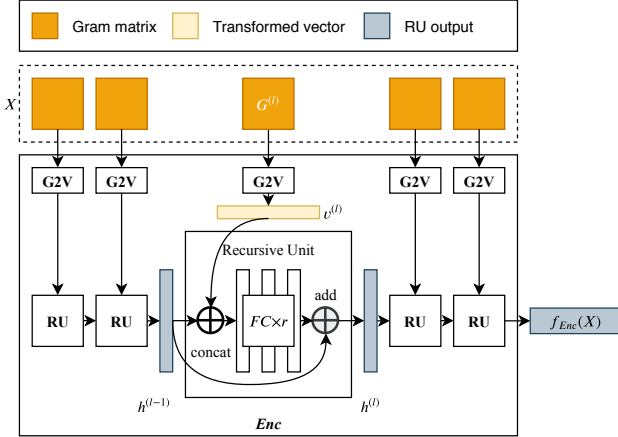 Gram matrix Transformed vector RU output
X G^(l)
G2V G2V G2V G2V G2V
v^(l)
Recursive Unit
add
RU RU FC×r RU RU f_Enc(X)
concat
h^(l-1) h^(l)
Enc